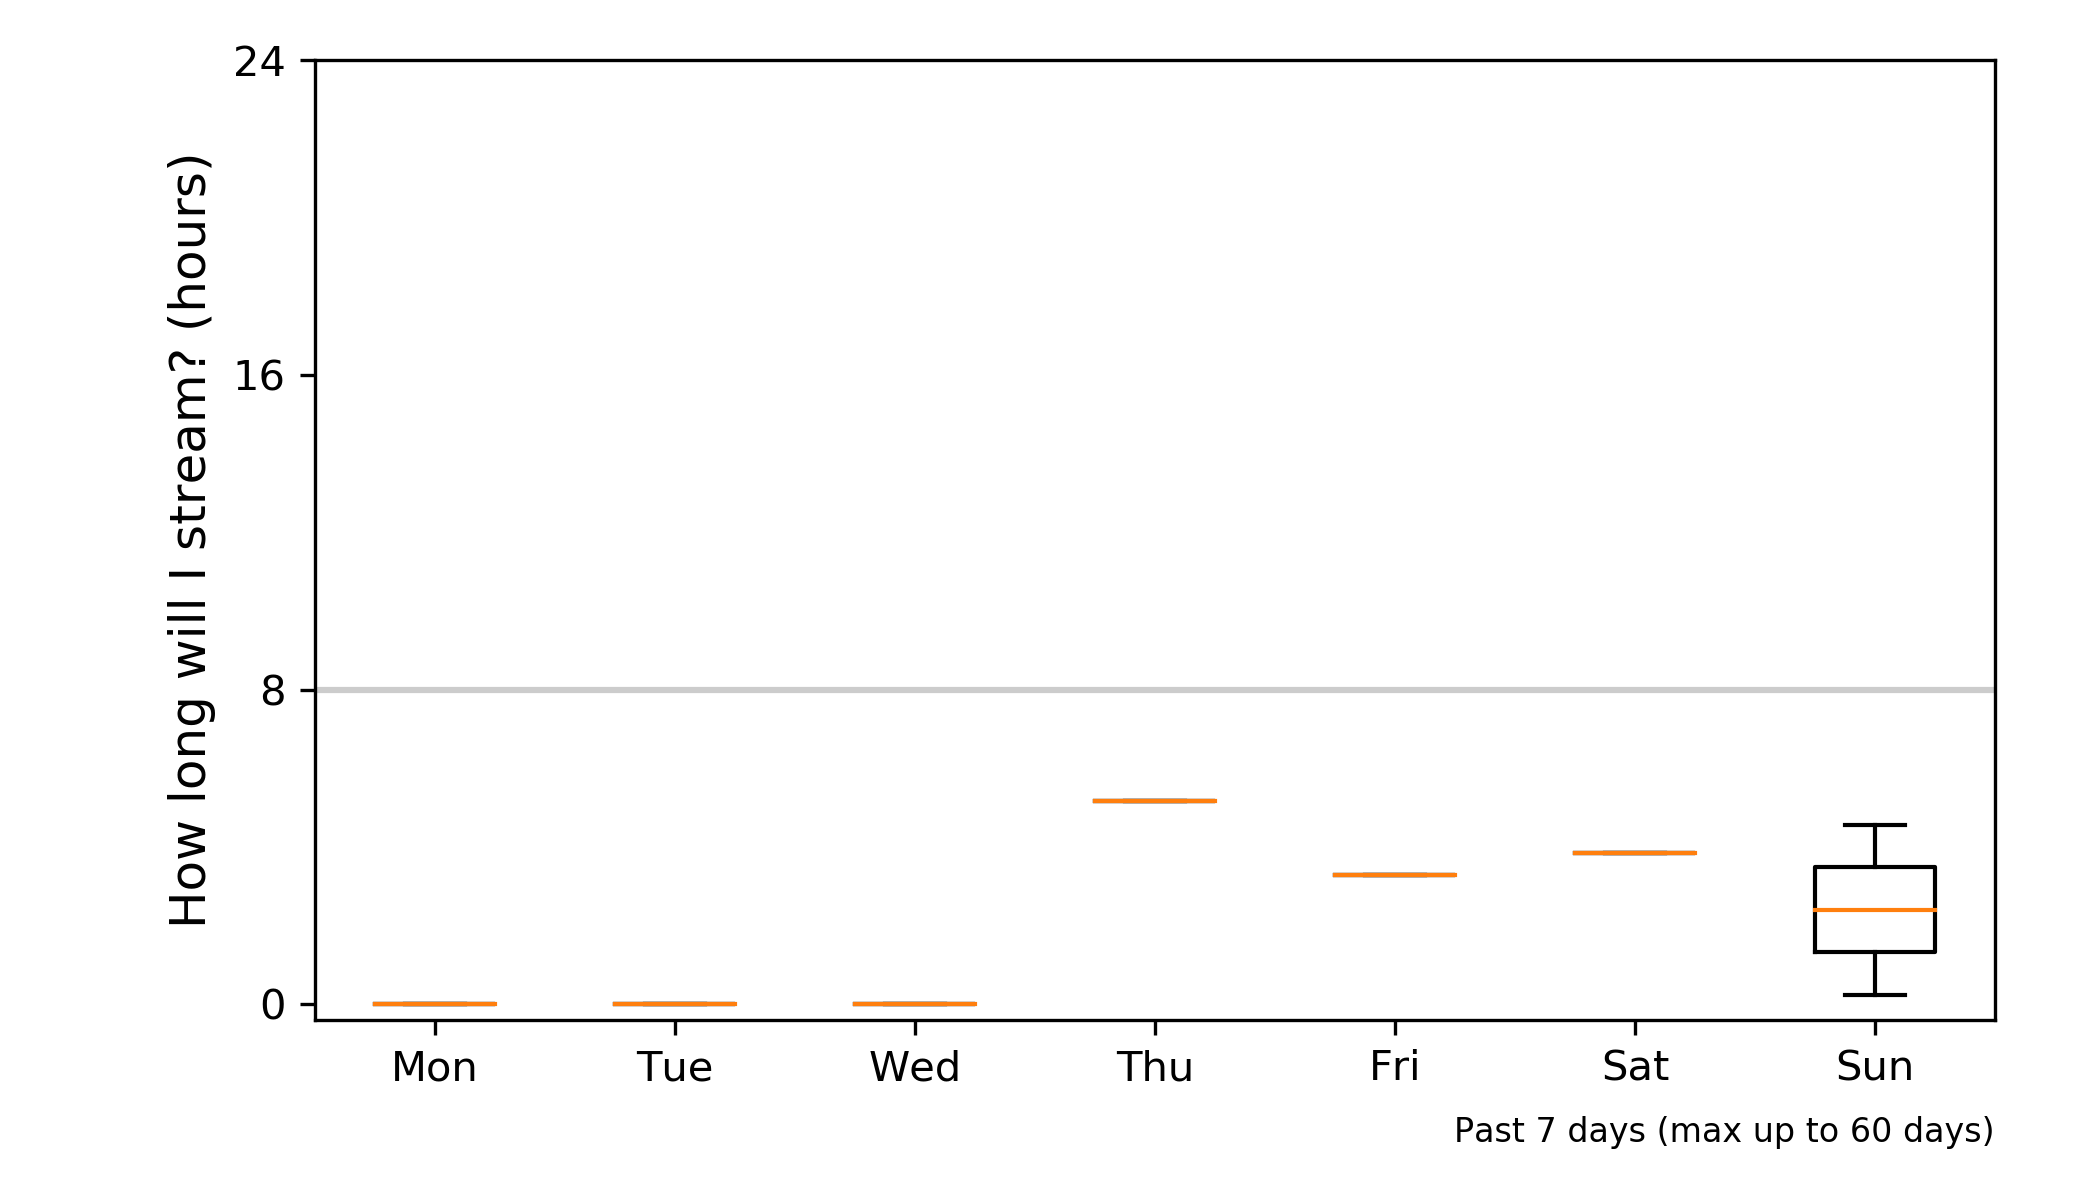 How long will I stream? (hours)
24
16
8
0
Mon Tue Wed Thu Fri Sat Sun
Past 7 days (max up to 60 days)